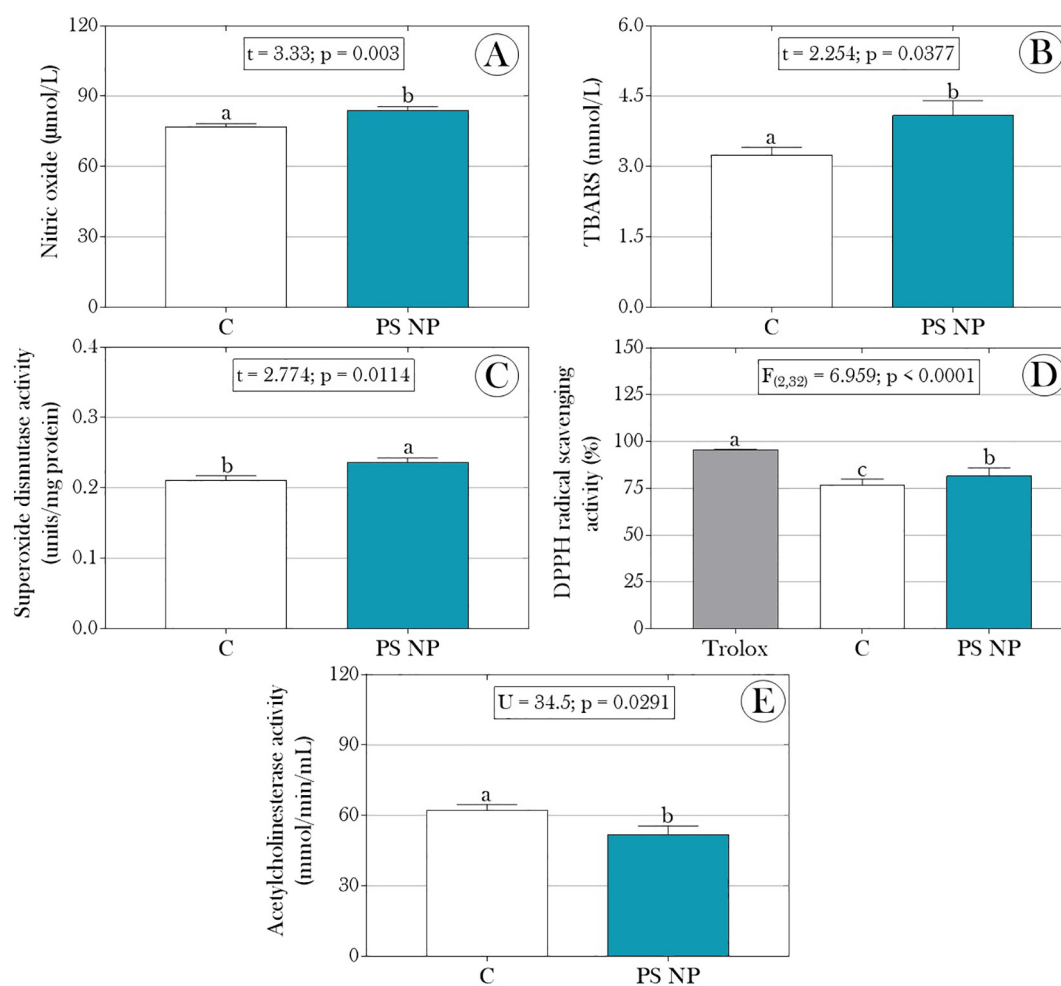 Nitric oxide (µmol/L)
120
90
60
30
0
t = 3.33; p = 0.003
A
a
b
C
PS NP
TBARS (mmol/L)
6.0
4.5
3.0
1.5
0.0
t = 2.254; p = 0.0377
B
a
b
C
PS NP
Superoxide dismutase activity
(units/mg protein)
0.4
0.3
0.2
0.1
0.0
t = 2.774; p = 0.0114
C
b
a
C
PS NP
DPPH radical scavenging
activity (%)
150
125
100
75
50
25
0
F(2,32) = 6.959; p < 0.0001
D
a
c
b
Trolox
C
PS NP
Acetylcholinesterase activity
(mmol/min/mL)
120
90
60
30
0
U = 34.5; p = 0.0291
E
a
b
C
PS NP